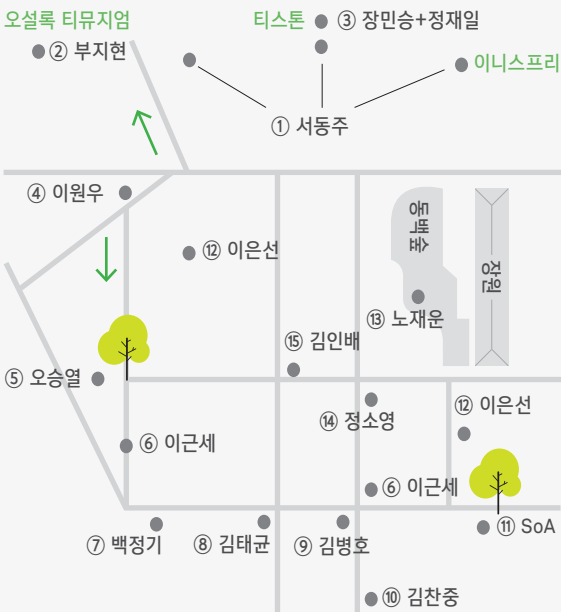 오설록 티뮤지엄
티스톤
③ 장민승+정재일
② 부지현
이니스프리
① 서동주
④ 이원우
⑫ 이은선
동백숲
장원
⑬ 노재운
⑮ 김인배
⑤ 오승열
⑭ 정소영
⑫ 이은선
⑥ 이근세
⑥ 이근세
⑦ 백정기
⑧ 김태균
⑨ 김병호
⑪ SoA
⑩ 김찬중